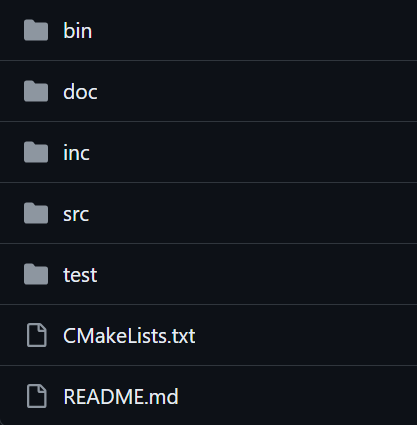 bin
doc
inc
src
test
CMakeLists.txt
README.md